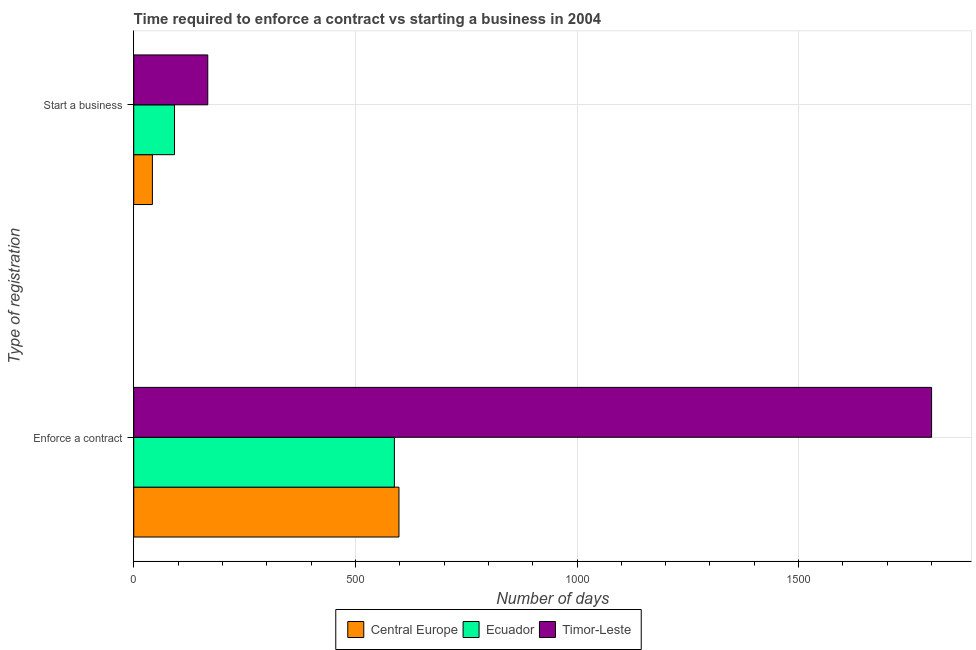 Time required to enforce a contract vs starting a business in 2004
Start a business
Enforce a contract
Type of registration
0
500
1000
1500
Number of days
Central Europe
Ecuador
Timor-Leste